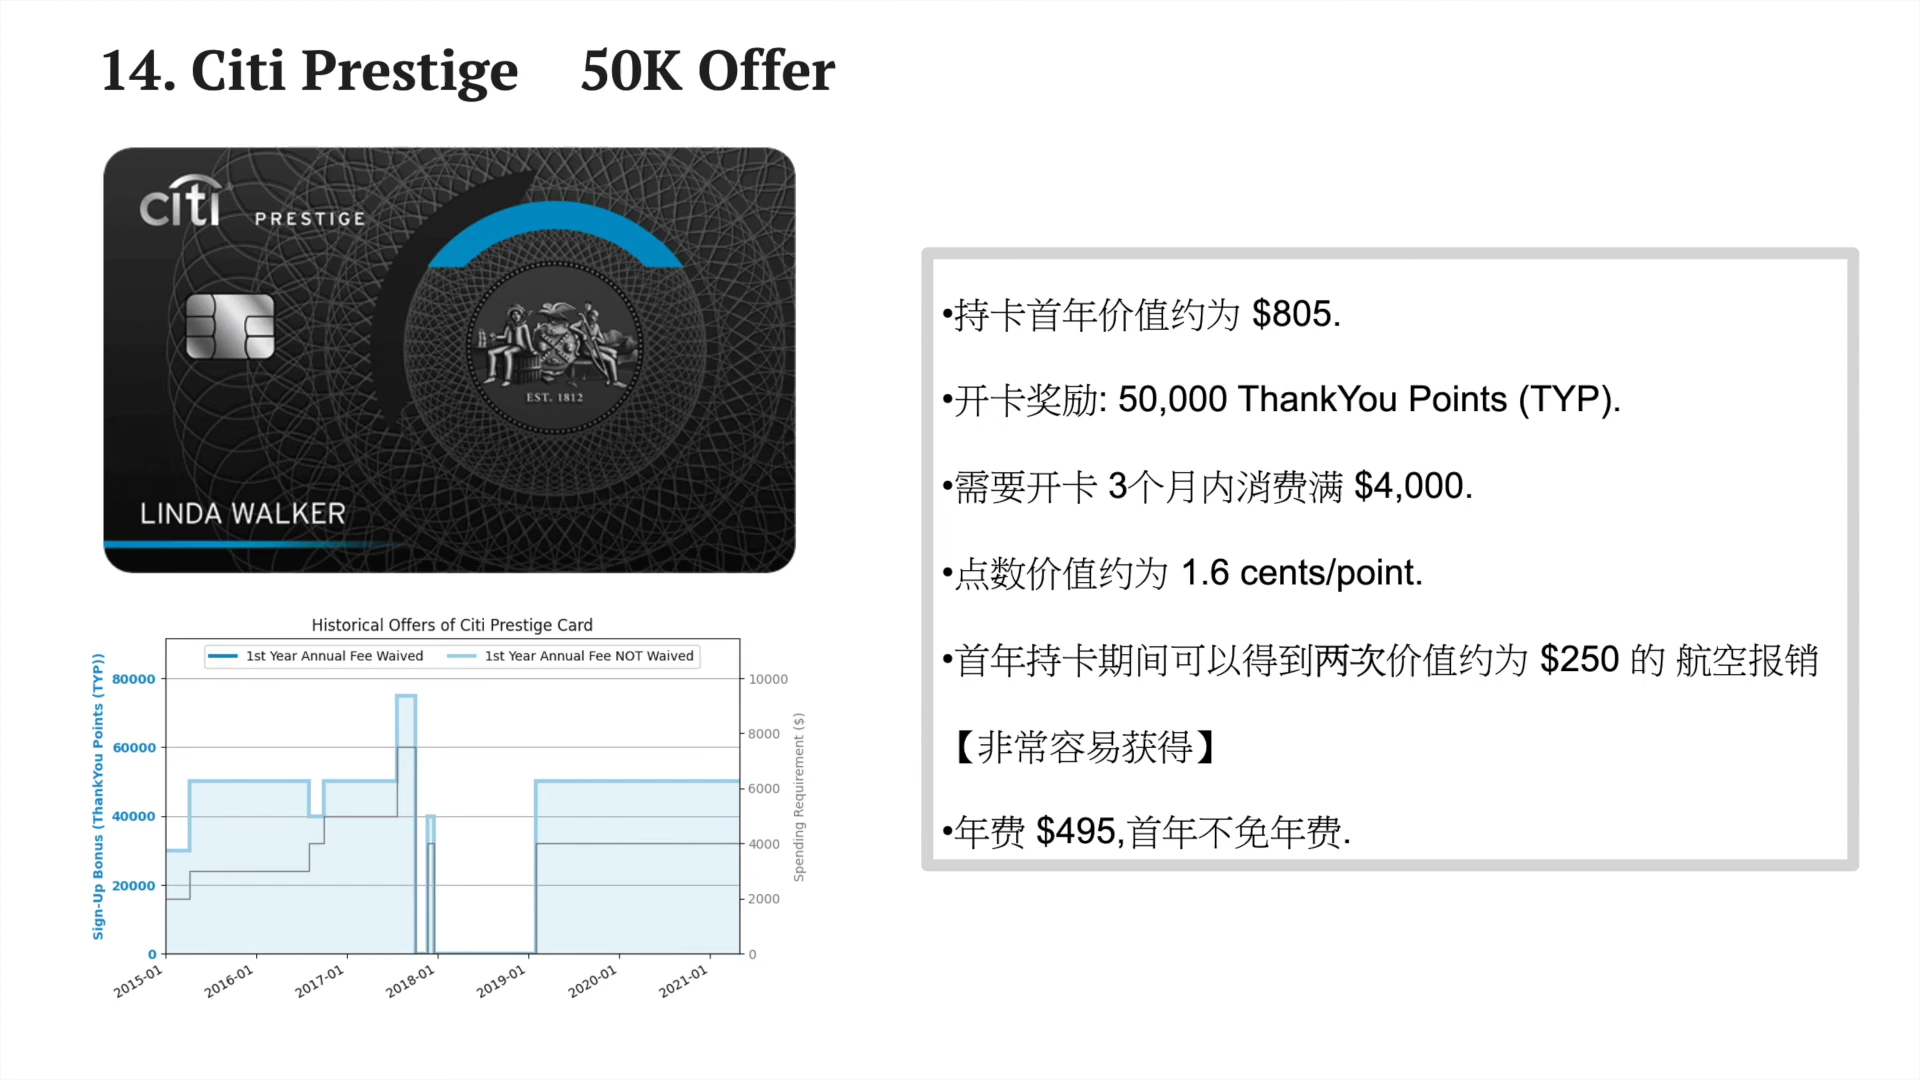 14. Citi Prestige 50K Offer
citi PRESTIGE
EST. 1812
LINDA WALKER
•持卡首年价值约为 $805.
•开卡奖励: 50,000 ThankYou Points (TYP).
•需要开卡 3个月内消费满 $4,000.
•点数价值约为 1.6 cents/point.
•首年持卡期间可以得到两次价值约为 $250 的 航空报销
【非常容易获得】
•年费 $495,首年不免年费.
Historical Offers of Citi Prestige Card
1st Year Annual Fee Waived 1st Year Annual Fee NOT Waived
Sign-Up Bonus (ThankYou Points (TYP))
80000
60000
40000
20000
0
10000
8000
6000
4000
2000
0
Spending Requirement ($)
2015-01 2016-01 2017-01 2018-01 2019-01 2020-01 2021-01